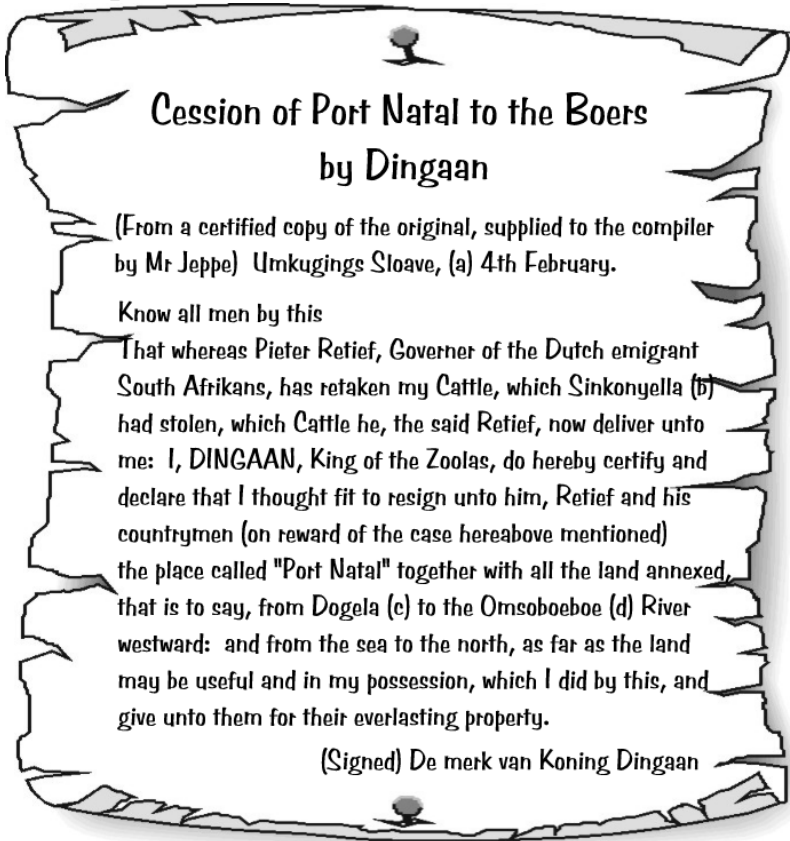 Cession of Port Natal to the Boers
by Dingaan
(From a certified copy of the original, supplied to the compiler
by Mr Jeppe) Umkugings Sloave, (a) 4th February.
Know all men by this
That whereas Pieter Retief, Governer of the Dutch emigrant
South Afrikans, has retaken my Cattle, which Sinkonyella (b)
had stolen, which Cattle he, the said Retief, now deliver unto
me: I, DINGAAN, King of the Zoolas, do hereby certify and
declare that I thought fit to resign unto him, Retief and his
countrymen (on reward of the case hereabove mentioned)
the place called "Port Natal" together with all the land annexed,
that is to say, from Dogela (c) to the Omsoboeboe (d) River
westward: and from the sea to the north, as far as the land
may be useful and in my possession, which I did by this, and
give unto them for their everlasting property.
(Signed) De merk van Koning Dingaan